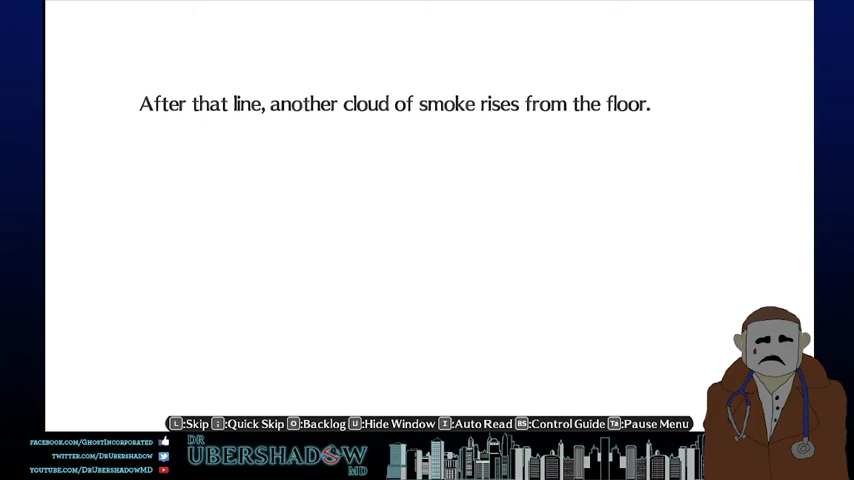 After that line, another cloud of smoke rises from the floor.
L:Skip ;:Quick Skip O:Backlog U:Hide Window I:Auto Read BS:Control Guide Ta:Pause Menu
facebook.com/GhostIncorporated
twitter.com/DrUbershadow
youtube.com/DrUbershadowMD
DR
UBERSHADOW
MD